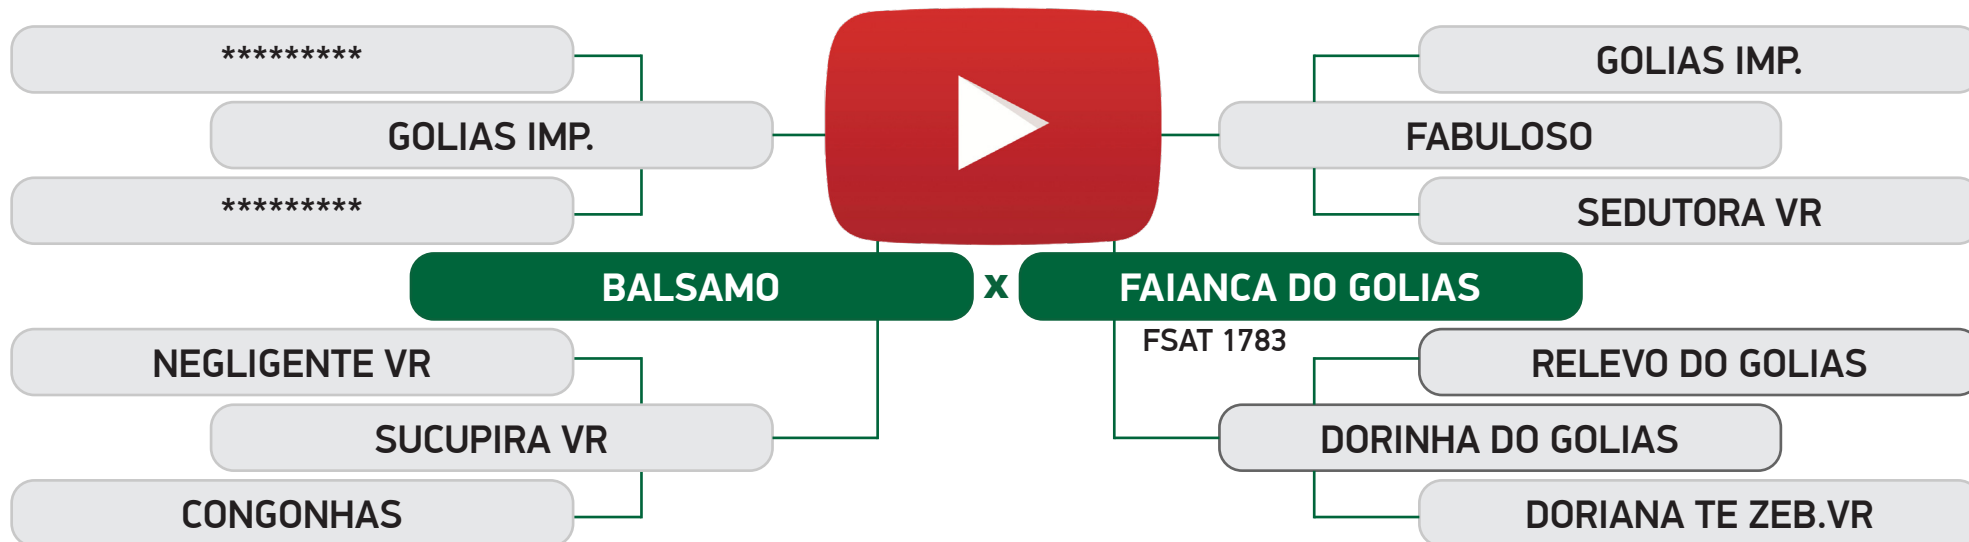 *********
GOLIAS IMP.
GOLIAS IMP.
FABULOSO
*********
SEDUTORA VR
BALSAMO x FAIANCA DO GOLIAS
FSAT 1783
NEGLIGENTE VR
RELEVO DO GOLIAS
SUCUPIRA VR
DORINHA DO GOLIAS
CONGONHAS
DORIANA TE ZEB.VR